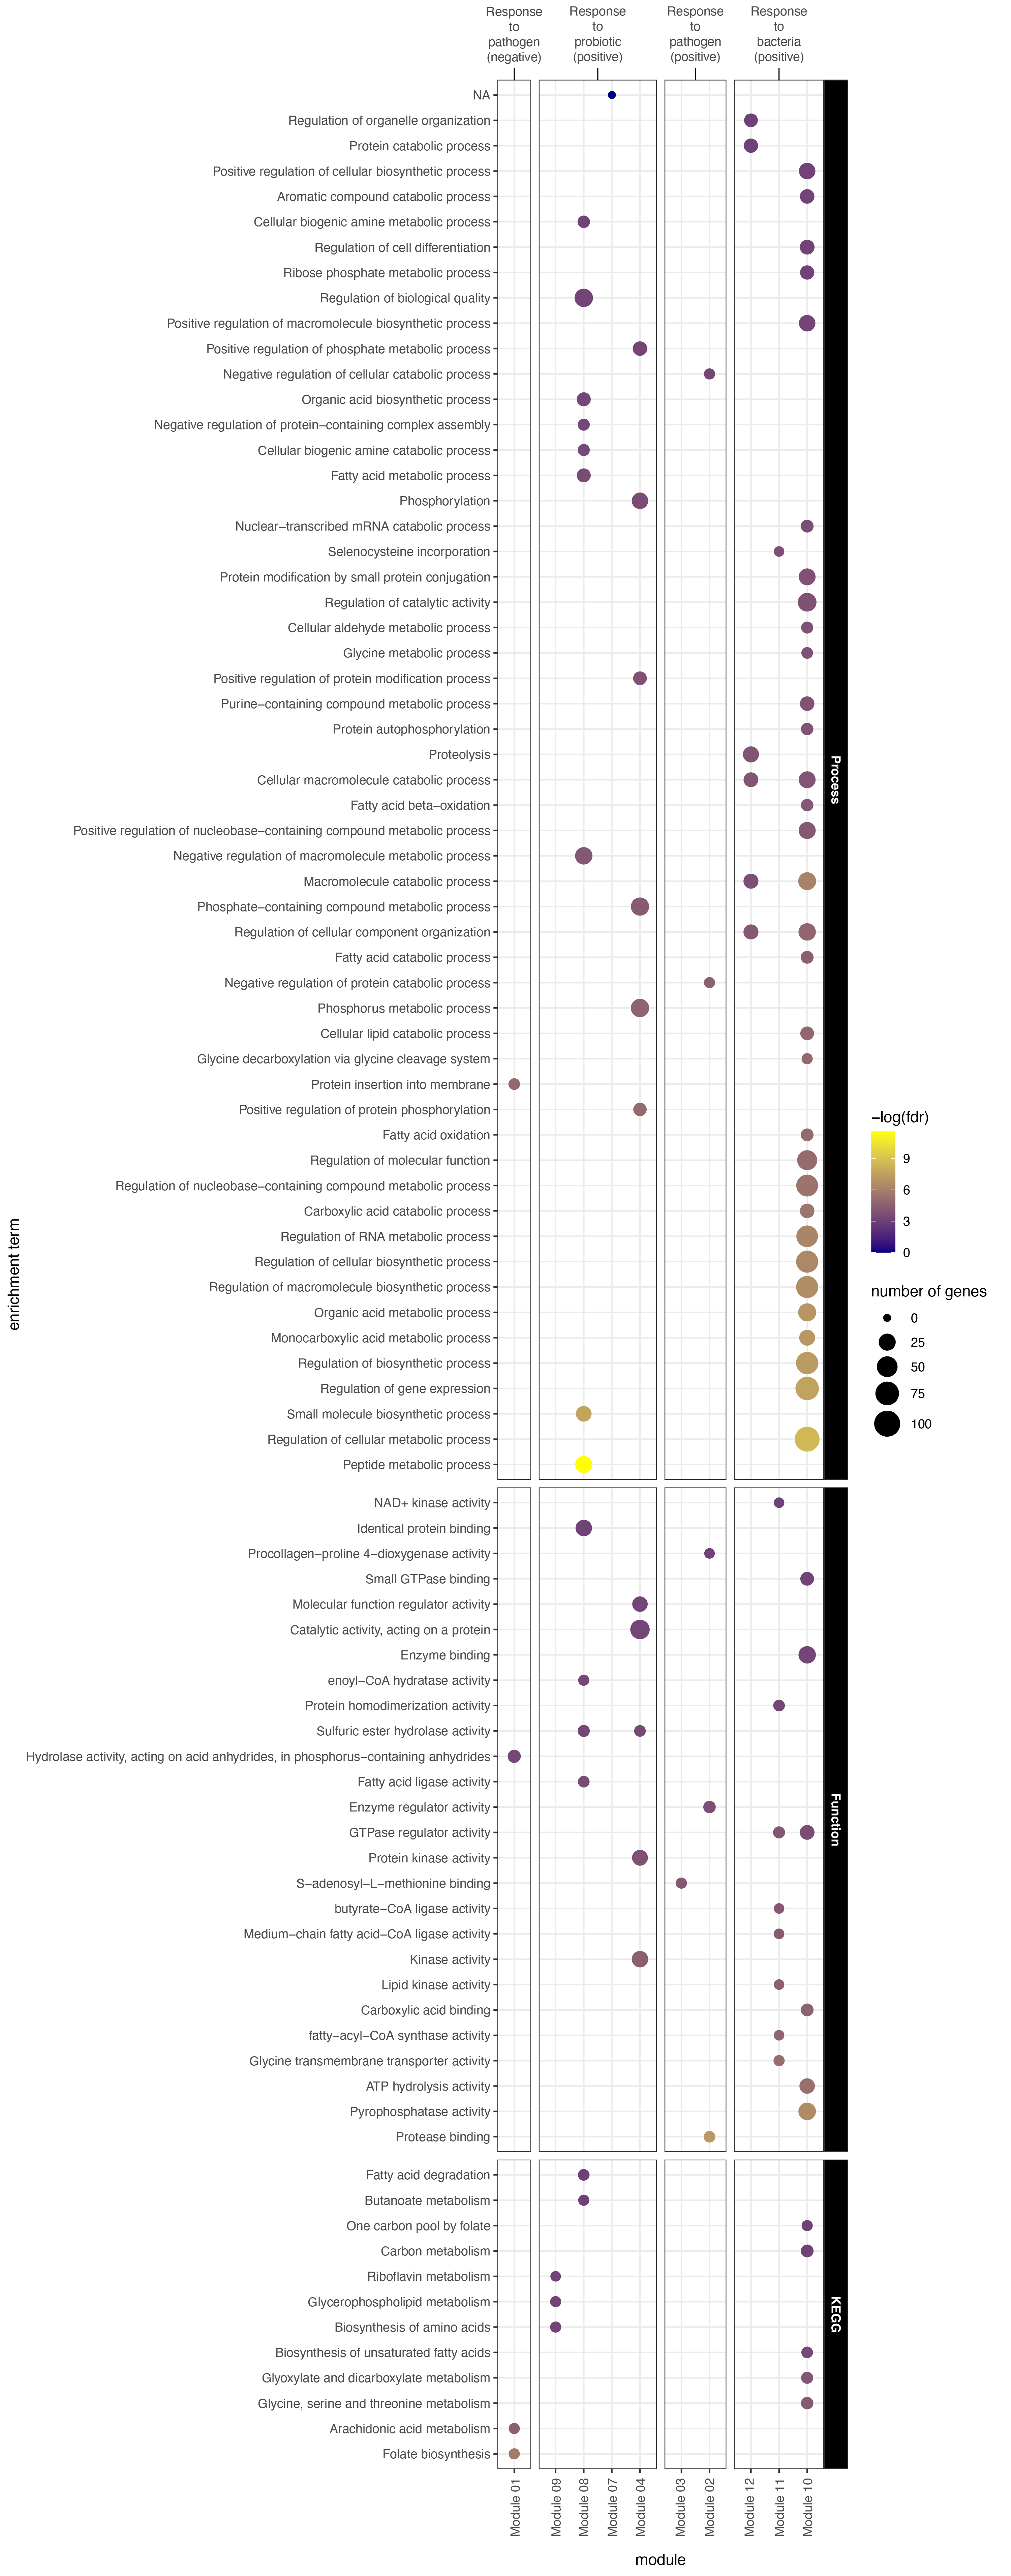 Response
to
pathogen
(negative)
Response
to
probiotic
(positive)
Response
to
pathogen
(positive)
Response
to
bacteria
(positive)
NA
Regulation of organelle organization
Protein catabolic process
Positive regulation of cellular biosynthetic process
Aromatic compound catabolic process
Cellular biogenic amine metabolic process
Regulation of cell differentiation
Ribose phosphate metabolic process
Regulation of biological quality
Positive regulation of macromolecule biosynthetic process
Positive regulation of phosphate metabolic process
Negative regulation of cellular catabolic process
Organic acid biosynthetic process
Negative regulation of protein−containing complex assembly
Cellular biogenic amine catabolic process
Fatty acid metabolic process
Phosphorylation
Nuclear−transcribed mRNA catabolic process
Selenocysteine incorporation
Protein modification by small protein conjugation
Regulation of catalytic activity
Cellular aldehyde metabolic process
Glycine metabolic process
Positive regulation of protein modification process
Purine−containing compound metabolic process
Protein autophosphorylation
Proteolysis
Cellular macromolecule catabolic process
Fatty acid beta−oxidation
Positive regulation of nucleobase−containing compound metabolic process
Negative regulation of macromolecule metabolic process
Macromolecule catabolic process
Phosphate−containing compound metabolic process
Regulation of cellular component organization
Fatty acid catabolic process
Negative regulation of protein catabolic process
Phosphorus metabolic process
Cellular lipid catabolic process
Glycine decarboxylation via glycine cleavage system
Protein insertion into membrane
Positive regulation of protein phosphorylation
Fatty acid oxidation
Regulation of molecular function
Regulation of nucleobase−containing compound metabolic process
Carboxylic acid catabolic process
Regulation of RNA metabolic process
Regulation of cellular biosynthetic process
Regulation of macromolecule biosynthetic process
Organic acid metabolic process
Monocarboxylic acid metabolic process
Regulation of biosynthetic process
Regulation of gene expression
Small molecule biosynthetic process
Regulation of cellular metabolic process
Peptide metabolic process
Process
NAD+ kinase activity
Identical protein binding
Procollagen−proline 4−dioxygenase activity
Small GTPase binding
Molecular function regulator activity
Catalytic activity, acting on a protein
Enzyme binding
enoyl−CoA hydratase activity
Protein homodimerization activity
Sulfuric ester hydrolase activity
Hydrolase activity, acting on acid anhydrides, in phosphorus−containing anhydrides
Fatty acid ligase activity
Enzyme regulator activity
GTPase regulator activity
Protein kinase activity
S−adenosyl−L−methionine binding
butyrate−CoA ligase activity
Medium−chain fatty acid−CoA ligase activity
Kinase activity
Lipid kinase activity
Carboxylic acid binding
fatty−acyl−CoA synthase activity
Glycine transmembrane transporter activity
ATP hydrolysis activity
Pyrophosphatase activity
Protease binding
Function
Fatty acid degradation
Butanoate metabolism
One carbon pool by folate
Carbon metabolism
Riboflavin metabolism
Glycerophospholipid metabolism
Biosynthesis of amino acids
Biosynthesis of unsaturated fatty acids
Glyoxylate and dicarboxylate metabolism
Glycine, serine and threonine metabolism
Arachidonic acid metabolism
Folate biosynthesis
KEGG
Module 01
Module 09
Module 08
Module 07
Module 04
Module 03
Module 02
Module 12
Module 11
Module 10
module
enrichment term
−log(fdr)
9
6
3
0
number of genes
0
25
50
75
100